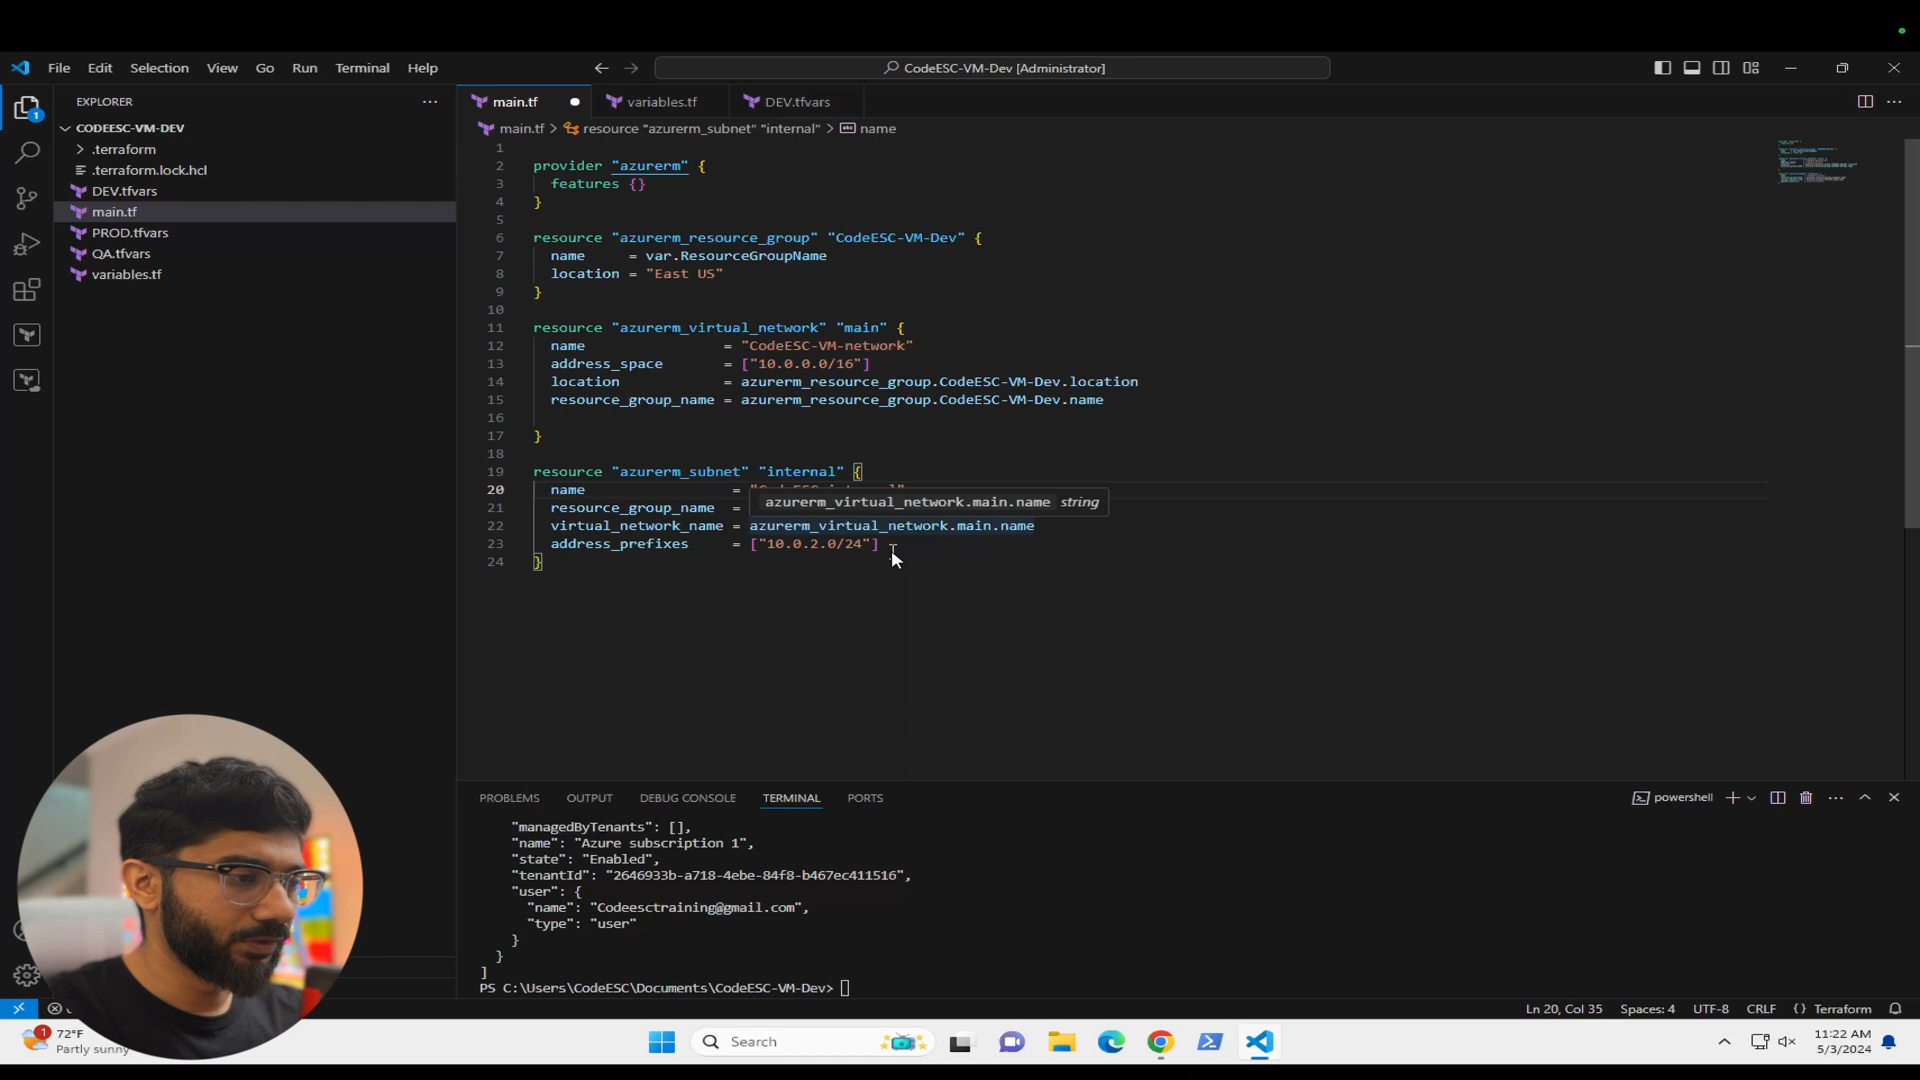 File Edit Selection View Go Run Terminal Help
CodeESC-VM-Dev [Administrator]
EXPLORER
1
CODEESC-VM-DEV
.terraform
.terraform.lock.hcl
DEV.tfvars
main.tf
PROD.tfvars
QA.tfvars
variables.tf
main.tf variables.tf DEV.tfvars
main.tf > resource "azurerm_subnet" "internal" > name
1
2 provider "azurerm" {
3 features {}
4 }
5
6 resource "azurerm_resource_group" "CodeESC-VM-Dev" {
7 name = var.ResourceGroupName
8 location = "East US"
9 }
10
11 resource "azurerm_virtual_network" "main" {
12 name = "CodeESC-VM-network"
13 address_space = ["10.0.0.0/16"]
14 location = azurerm_resource_group.CodeESC-VM-Dev.location
15 resource_group_name = azurerm_resource_group.CodeESC-VM-Dev.name
16
17 }
18
19 resource "azurerm_subnet" "internal" {
20 name =
azurerm_virtual_network.main.name string
21 resource_group_name =
22 virtual_network_name = azurerm_virtual_network.main.name
23 address_prefixes = ["10.0.2.0/24"]
24 }
PROBLEMS OUTPUT DEBUG CONSOLE TERMINAL PORTS
powershell
"managedByTenants": [],
"name": "Azure subscription 1",
"state": "Enabled",
"tenantId": "2646933b-a718-4ebe-84f8-b467ec411516",
"user": {
"name": "Codeesctraining@gmail.com",
"type": "user"
}
}
]
PS C:\Users\CodeESC\Documents\CodeESC-VM-Dev>
Ln 20, Col 35 Spaces: 4 UTF-8 CRLF {} Terraform
1
72°F
Partly sunny
Search
11:22 AM
5/3/2024